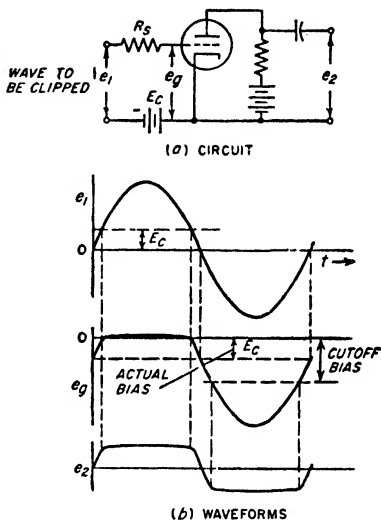 R_S
WAVE TO
BE CLIPPED
e_1
e_g
e_2
- E_C
(a) CIRCUIT
e_1
E_C
0
t →
0
E_C
CUTOFF
BIAS
ACTUAL
BIAS
e_g
e_2
(b) WAVEFORMS